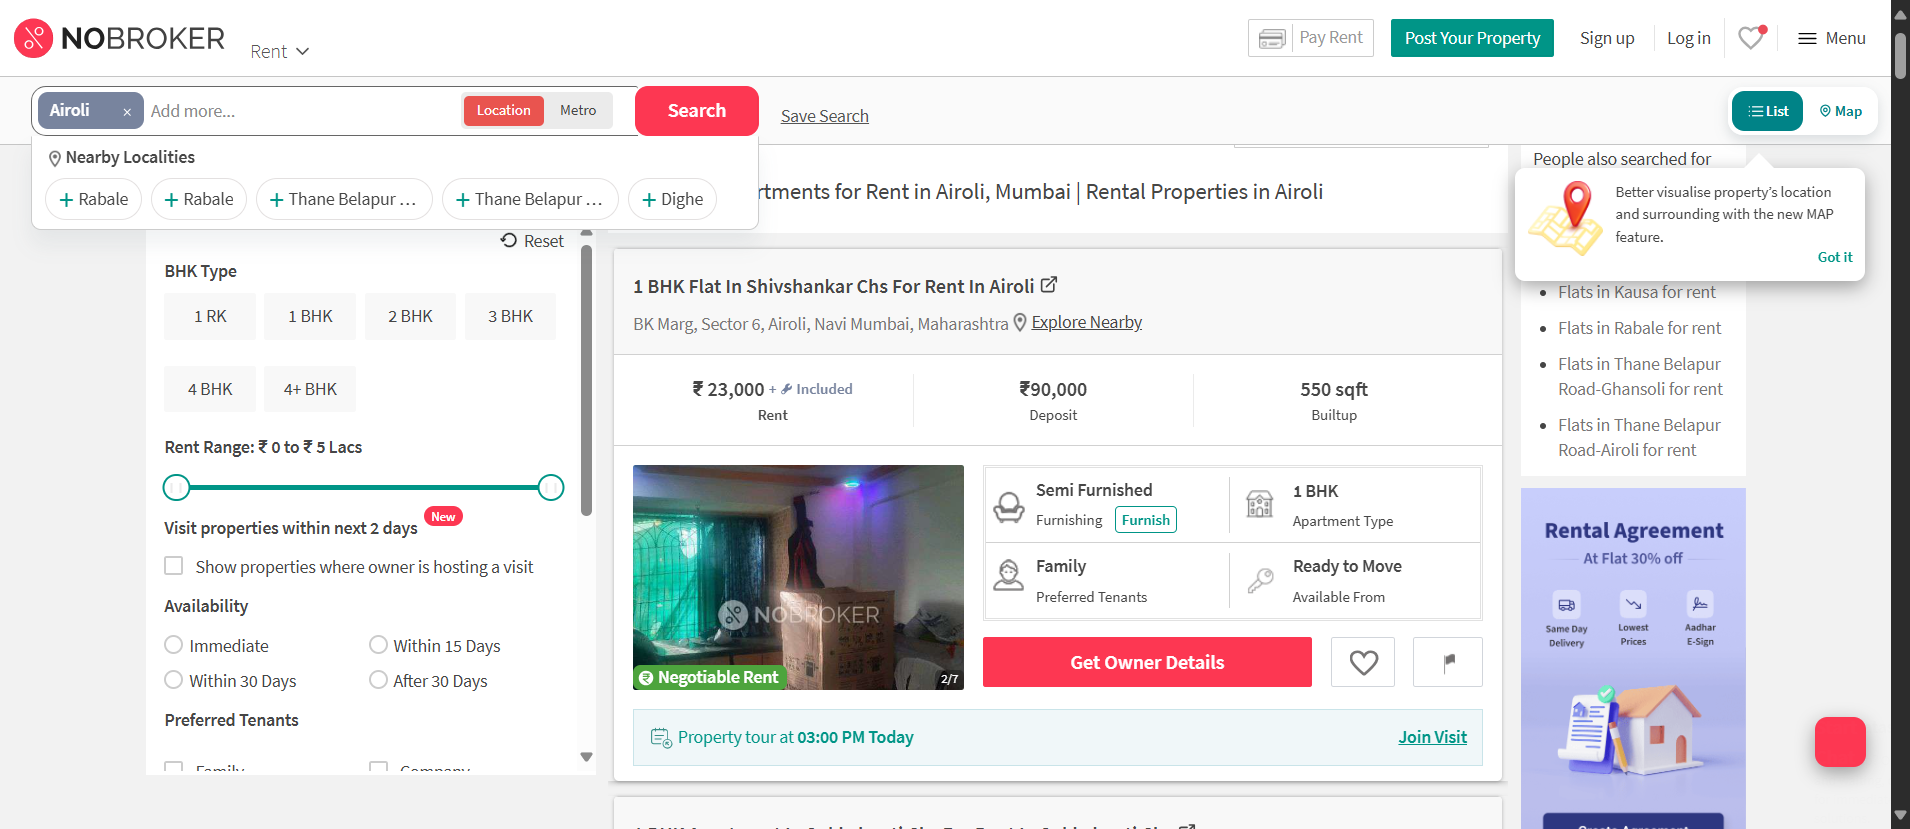 NOBROKER
Rent
Pay Rent
Post Your Property
Sign up
Log in
Menu
Airoli ×
Add more...
Location
Metro
Search
Save Search
List
Map
Nearby Localities
+ Rabale
+ Rabale
+ Thane Belapur ...
+ Thane Belapur ...
+ Dighe
rtments for Rent in Airoli, Mumbai | Rental Properties in Airoli
People also searched for
Better visualise property's location
and surrounding with the new MAP
feature.
Got it
Flats in Kausa for rent
Flats in Rabale for rent
Flats in Thane Belapur
Road-Ghansoli for rent
Flats in Thane Belapur
Road-Airoli for rent
Reset
BHK Type
1 RK
1 BHK
2 BHK
3 BHK
4 BHK
4+ BHK
Rent Range: ₹ 0 to ₹ 5 Lacs
Visit properties within next 2 days
New
Show properties where owner is hosting a visit
Availability
Immediate
Within 15 Days
Within 30 Days
After 30 Days
Preferred Tenants
Family
Company
1 BHK Flat In Shivshankar Chs For Rent In Airoli
BK Marg, Sector 6, Airoli, Navi Mumbai, Maharashtra
Explore Nearby
₹ 23,000 + Included
Rent
₹90,000
Deposit
550 sqft
Builtup
NOBROKER
Negotiable Rent
2/7
Semi Furnished
Furnishing
Furnish
1 BHK
Apartment Type
Family
Preferred Tenants
Ready to Move
Available From
Get Owner Details
Property tour at 03:00 PM Today
Join Visit
Rental Agreement
At Flat 30% off
Same Day
Delivery
Lowest
Prices
Aadhar
E-Sign